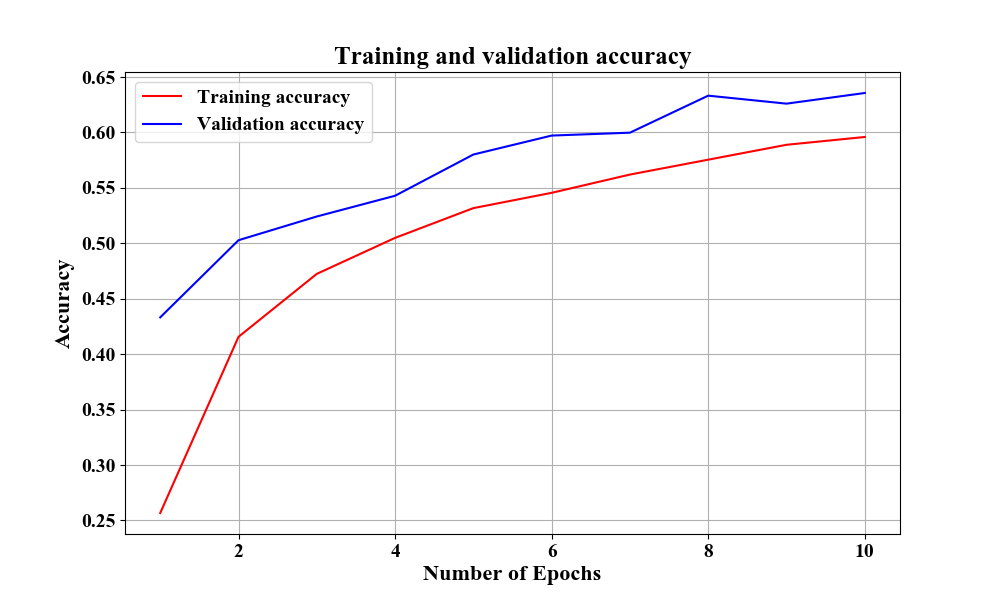 Training and validation accuracy
Training accuracy
Validation accuracy
0.65
0.60
0.55
0.50
0.45
0.40
0.35
0.30
0.25
Accuracy
2 4 6 8 10
Number of Epochs